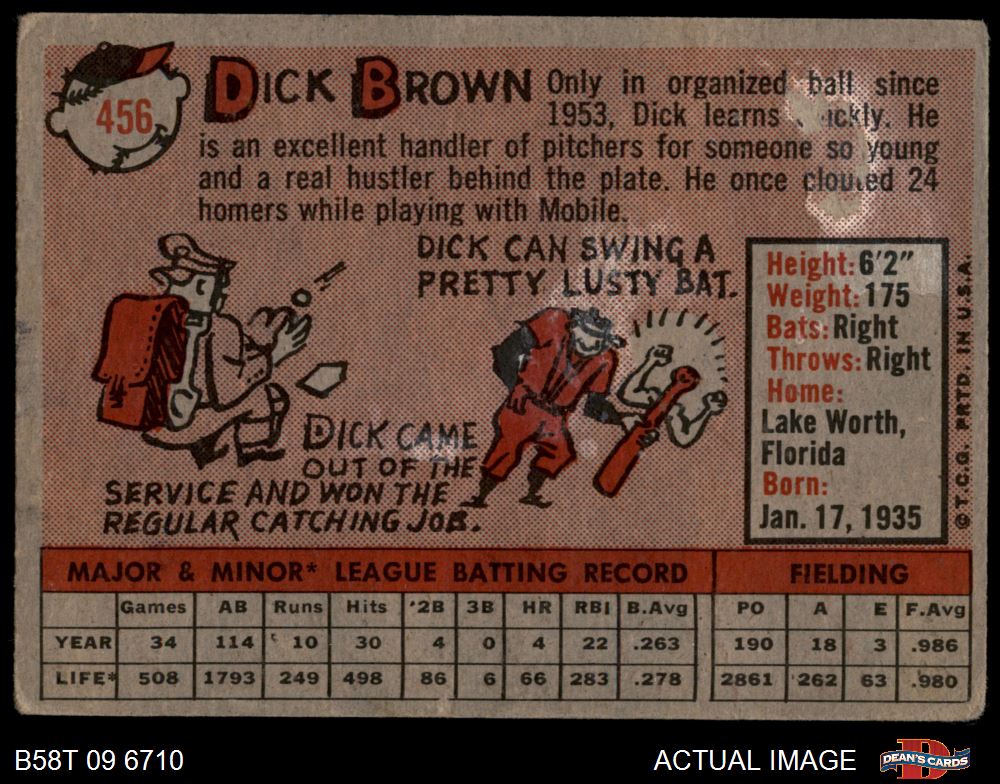 456
DICK BROWN Only in organized ball since
1953, Dick learns ickly. He
is an excellent handler of pitchers for someone so young
and a real hustler behind the plate. He once clouted 24
homers while playing with Mobile.
DICK CAN SWING A
PRETTY LUSTY BAT.
DICK CAME
OUT OF THE
SERVICE AND WON THE
REGULAR CATCHING JOB.
Height: 6'2"
Weight: 175
Bats: Right
Throws: Right
Home:
Lake Worth,
Florida
Born:
Jan. 17, 1935
© T.C.G. PRTD. IN U.S.A.
MAJOR & MINOR* LEAGUE BATTING RECORD FIELDING
Games AB Runs Hits 2B 3B HR RBI B.Avg PO A E F.Avg
YEAR 34 114 10 30 4 0 4 22 .263 190 18 3 .986
LIFE* 508 1793 249 498 86 6 66 283 .278 2861 262 63 .980
B58T 09 6710 ACTUAL IMAGE DEAN'S CARDS